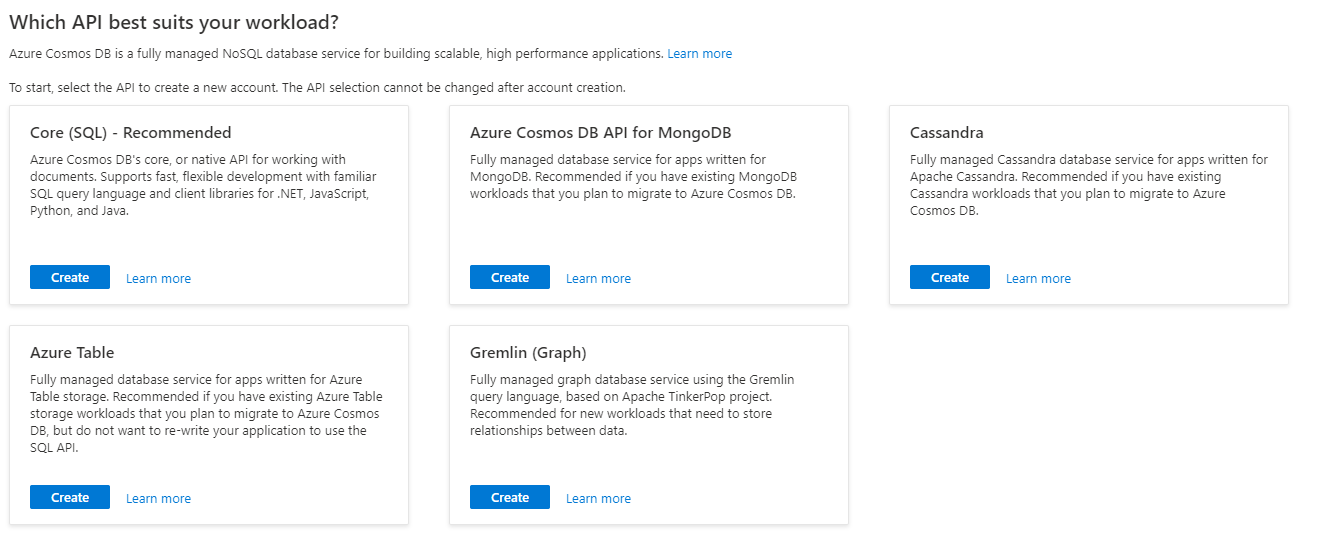 Which API best suits your workload?
Azure Cosmos DB is a fully managed NoSQL database service for building scalable, high performance applications. Learn more
To start, select the API to create a new account. The API selection cannot be changed after account creation.
Core (SQL) - Recommended
Azure Cosmos DB's core, or native API for working with
documents. Supports fast, flexible development with familiar
SQL query language and client libraries for .NET, JavaScript,
Python, and Java.
Create
Learn more
Azure Cosmos DB API for MongoDB
Fully managed database service for apps written for
MongoDB. Recommended if you have existing MongoDB
workloads that you plan to migrate to Azure Cosmos DB.
Create
Learn more
Cassandra
Fully managed Cassandra database service for apps written for
Apache Cassandra. Recommended if you have existing
Cassandra workloads that you plan to migrate to Azure
Cosmos DB.
Create
Learn more
Azure Table
Fully managed database service for apps written for Azure
Table storage. Recommended if you have existing Azure Table
storage workloads that you plan to migrate to Azure Cosmos
DB, but do not want to re-write your application to use the
SQL API.
Create
Learn more
Gremlin (Graph)
Fully managed graph database service using the Gremlin
query language, based on Apache TinkerPop project.
Recommended for new workloads that need to store
relationships between data.
Create
Learn more